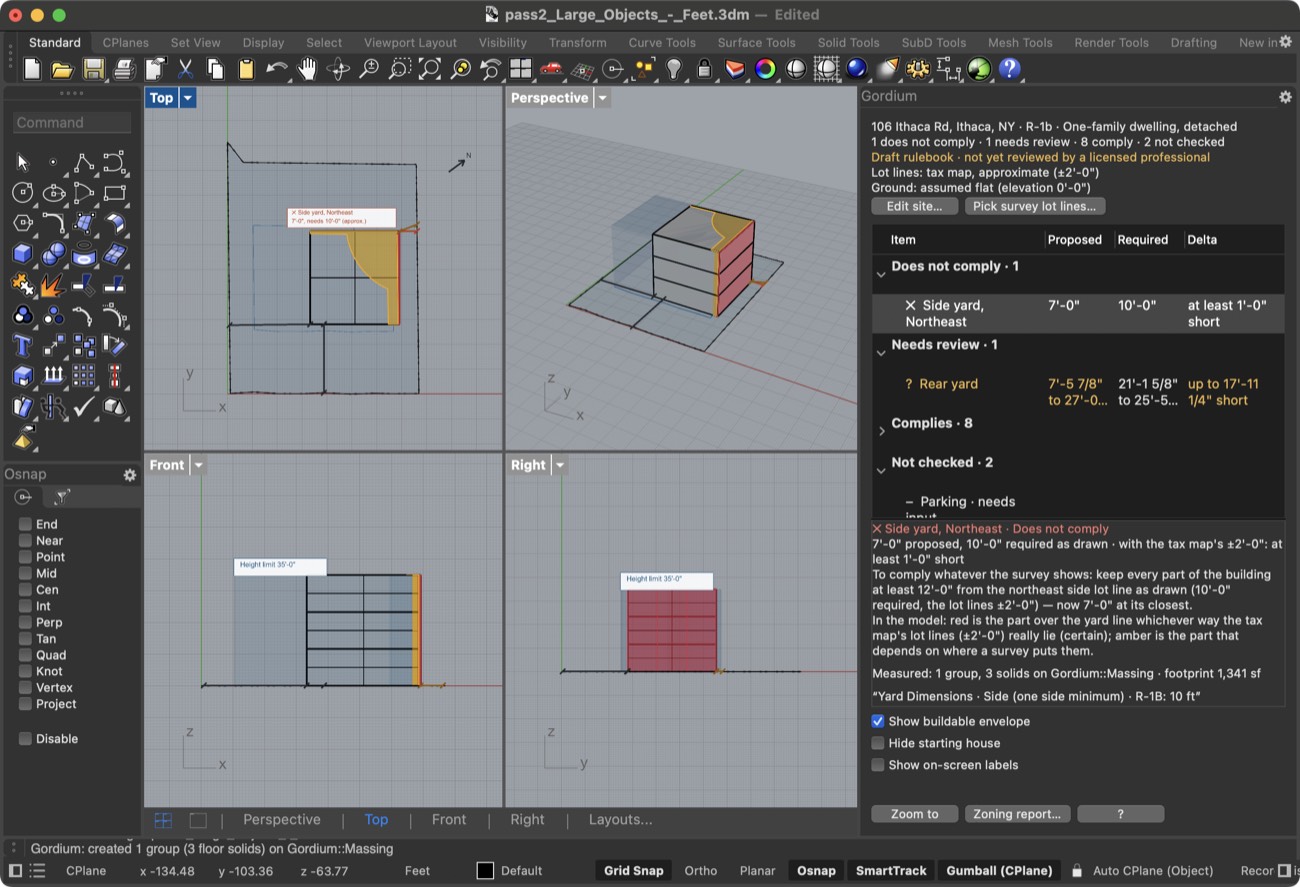 pass2_Large_Objects_-_Feet.3dm — Edited
Standard CPlanes Set View Display Select Viewport Layout Visibility Transform Curve Tools Surface Tools Solid Tools SubD Tools Mesh Tools Render Tools Drafting New in
Command
Top
N
✕ Side yard, Northeast
7'-0", needs 10'-0" (approx.)
y
x
Perspective
z
y
x
Front
Height limit 35'-0"
z
x
Right
Height limit 35'-0"
z
y
Osnap
End
Near
Point
Mid
Cen
Int
Perp
Tan
Quad
Knot
Vertex
Project
Disable
Gordium
106 Ithaca Rd, Ithaca, NY · R-1b · One-family dwelling, detached
1 does not comply · 1 needs review · 8 comply · 2 not checked
Draft rulebook · not yet reviewed by a licensed professional
Lot lines: tax map, approximate (±2'-0")
Ground: assumed flat (elevation 0'-0")
Edit site... Pick survey lot lines...
Item Proposed Required Delta
Does not comply · 1
✕ Side yard, Northeast 7'-0" 10'-0" at least 1'-0" short
Needs review · 1
? Rear yard 7'-5 7/8" to 27'-0... 21'-1 5/8" to 25'-5... up to 17'-11 1/4" short
Complies · 8
Not checked · 2
– Parking · needs input
✕ Side yard, Northeast · Does not comply
7'-0" proposed, 10'-0" required as drawn · with the tax map's ±2'-0": at
least 1'-0" short
To comply whatever the survey shows: keep every part of the building
at least 12'-0" from the northeast side lot line as drawn (10'-0"
required, the lot lines ±2'-0") — now 7'-0" at its closest.
In the model: red is the part over the yard line whichever way the tax
map's lot lines (±2'-0") really lie (certain); amber is the part that
depends on where a survey puts them.
Measured: 1 group, 3 solids on Gordium::Massing · footprint 1,341 sf
“Yard Dimensions · Side (one side minimum) · R-1B: 10 ft”
Show buildable envelope
Hide starting house
Show on-screen labels
Zoom to Zoning report... ?
Perspective Top Front Right Layouts...
Gordium: created 1 group (3 floor solids) on Gordium::Massing
CPlane x -134.48 y -103.36 z -63.77 Feet Default Grid Snap Ortho Planar Osnap SmartTrack Gumball (CPlane) Auto CPlane (Object) Recor